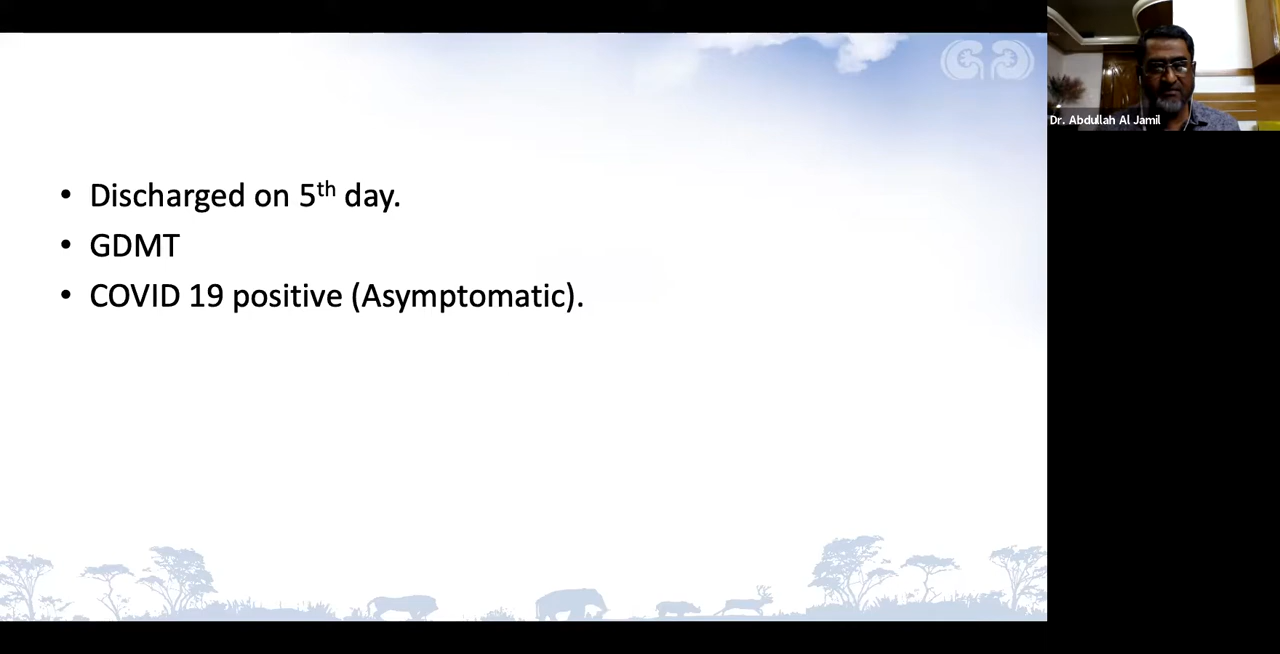 • Discharged on 5th day.
• GDMT
• COVID 19 positive (Asymptomatic).
Dr. Abdullah Al Jamil